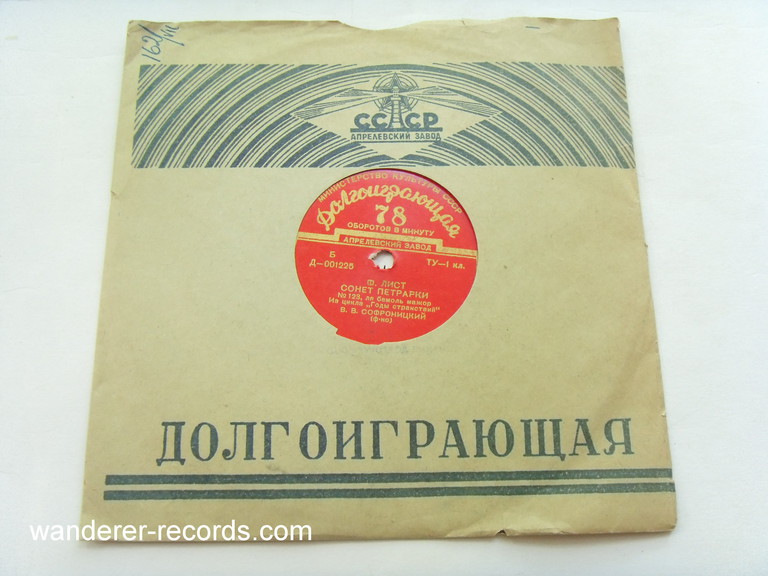 162/ш
СССР
АПРЕЛЕВСКИЙ ЗАВОД
МИНИСТЕРСТВО КУЛЬТУРЫ СССР
Долгоиграющая
78
ОБОРОТОВ В МИНУТУ
АПРЕЛЕВСКИЙ ЗАВОД
Б
Д—001225 ТУ—I кл.
Ф. ЛИСТ
СОНЕТ ПЕТРАРКИ
№ 123, ля бемоль мажор
Из цикла „Годы странствий"
В. В. СОФРОНИЦКИЙ
(ф-но)
ДОЛГОИГРАЮЩАЯ
wanderer-records.com